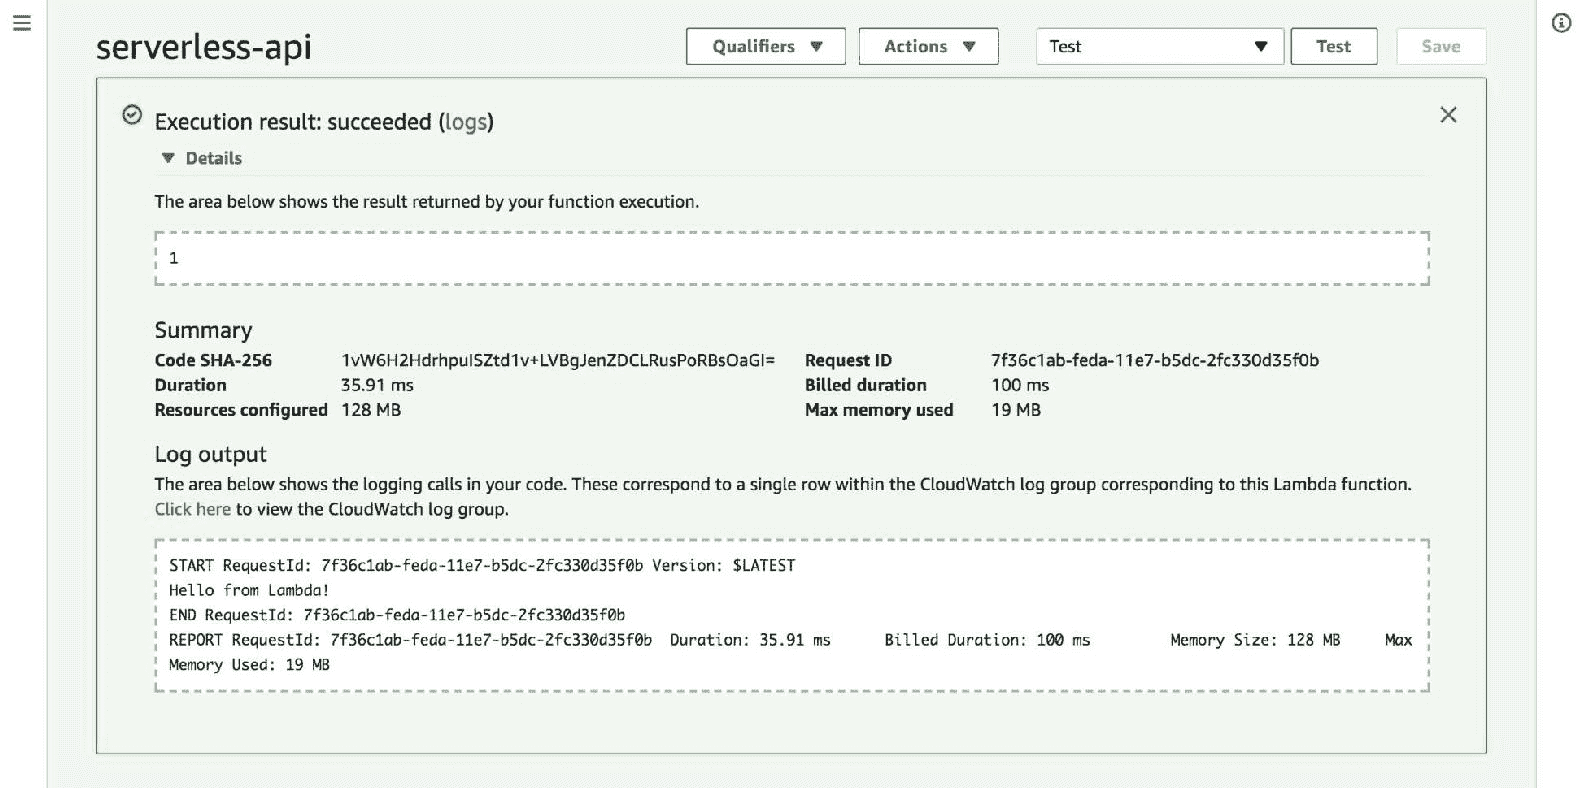 serverless-api
Qualifiers
Actions
Test
Test
Save
Execution result: succeeded (logs)
Details
The area below shows the result returned by your function execution.
1
Summary
Code SHA-256 1vW6H2HdrhpuISZtd1v+LVBgJenZDCLRusPoRBsOaGI= Request ID 7f36c1ab-feda-11e7-b5dc-2fc330d35f0b
Duration 35.91 ms Billed duration 100 ms
Resources configured 128 MB Max memory used 19 MB
Log output
The area below shows the logging calls in your code. These correspond to a single row within the CloudWatch log group corresponding to this Lambda function.
Click here to view the CloudWatch log group.
START RequestId: 7f36c1ab-feda-11e7-b5dc-2fc330d35f0b Version: $LATEST
Hello from Lambda!
END RequestId: 7f36c1ab-feda-11e7-b5dc-2fc330d35f0b
REPORT RequestId: 7f36c1ab-feda-11e7-b5dc-2fc330d35f0b Duration: 35.91 ms Billed Duration: 100 ms Memory Size: 128 MB Max
Memory Used: 19 MB